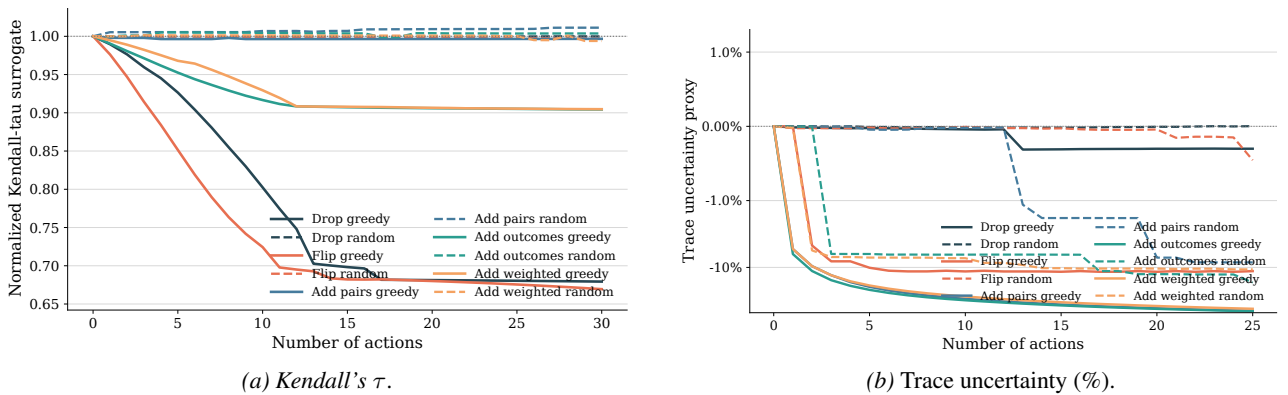 Normalized Kendall-tau surrogate
1.00
0.95
0.90
0.85
0.80
0.75
0.70
0.65
Drop greedy
Drop random
Flip greedy
Flip random
Add pairs greedy
Add pairs random
Add outcomes greedy
Add outcomes random
Add weighted greedy
Add weighted random
0 5 10 15 20 25 30
Number of actions
(a) Kendall's τ.
Trace uncertainty proxy
1.0%
0.00%
-1.0%
-10%
Drop greedy
Drop random
Flip greedy
Flip random
Add pairs greedy
Add pairs random
Add outcomes greedy
Add outcomes random
Add weighted greedy
Add weighted random
0 5 10 15 20 25
Number of actions
(b) Trace uncertainty (%).